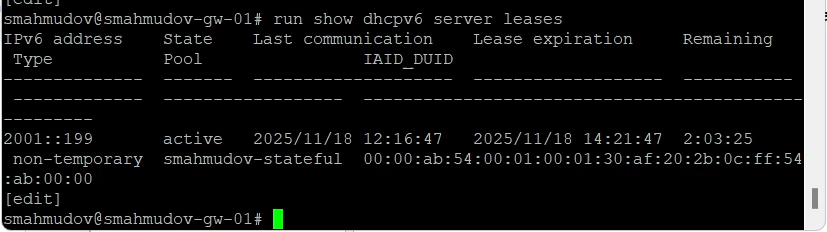 [edit]
smahmudov@smahmudov-gw-01# run show dhcpv6 server leases
IPv6 address    State    Last communication    Lease expiration     Remaining
 Type           Pool                IAID_DUID
--------------  -------  --------------------  -------------------  -----------
 -------------  ------------------  --------------------------------------------
---------
2001::199       active   2025/11/18 12:16:47   2025/11/18 14:21:47  2:03:25
 non-temporary  smahmudov-stateful  00:00:ab:54:00:01:00:01:30:af:20:2b:0c:ff:54
:ab:00:00
[edit]
smahmudov@smahmudov-gw-01#